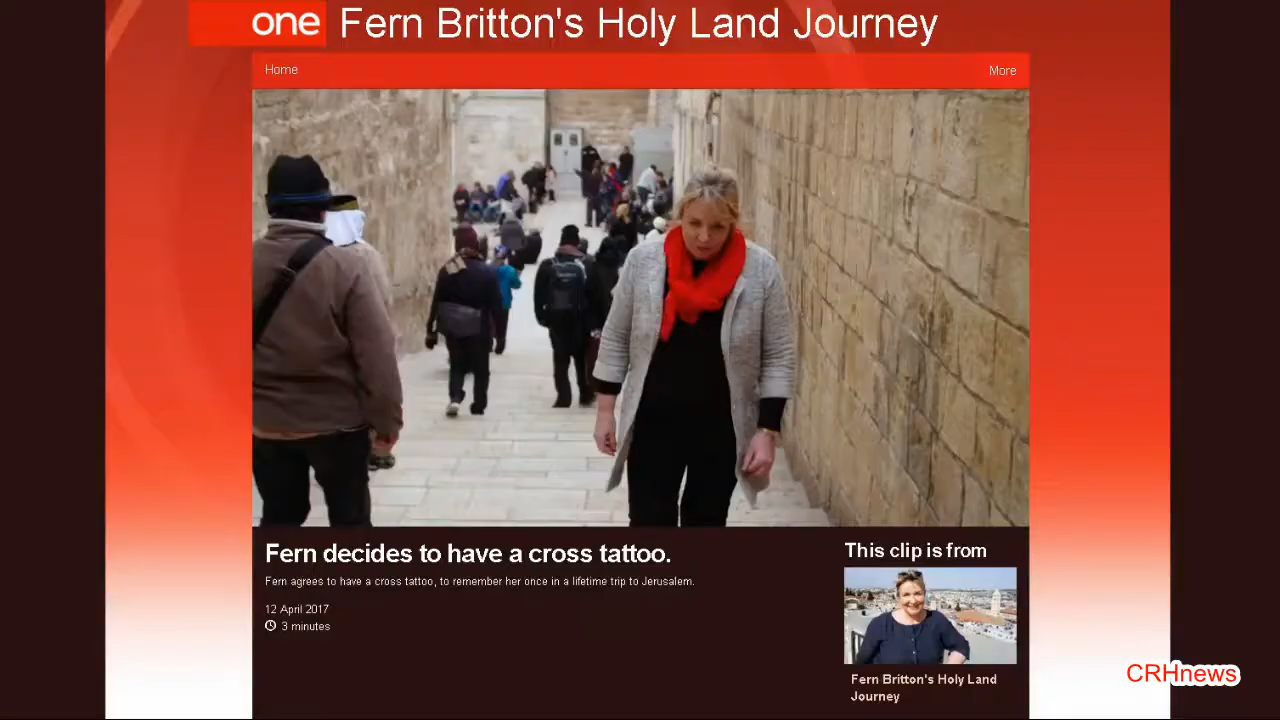 one Fern Britton's Holy Land Journey
Home
More
Fern decides to have a cross tattoo.
Fern agrees to have a cross tattoo, to remember her once in a lifetime trip to Jerusalem.
12 April 2017
3 minutes
This clip is from
Fern Britton's Holy Land
Journey
CRHnews